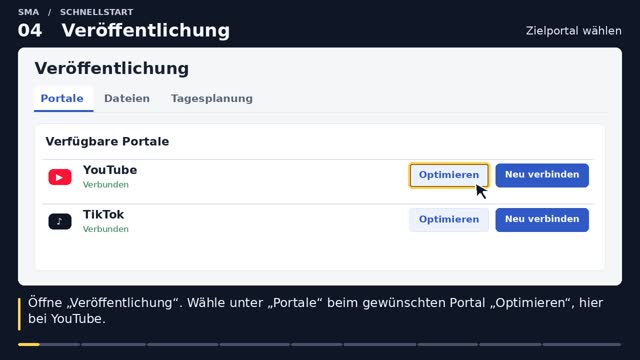 SMA / SCHNELLSTART
04 Veröffentlichung
Zielportal wählen
Veröffentlichung
Portale Dateien Tagesplanung
Verfügbare Portale
YouTube
Verbunden
Optimieren Neu verbinden
TikTok
Verbunden
Optimieren Neu verbinden
Öffne „Veröffentlichung“. Wähle unter „Portale“ beim gewünschten Portal „Optimieren“, hier
bei YouTube.